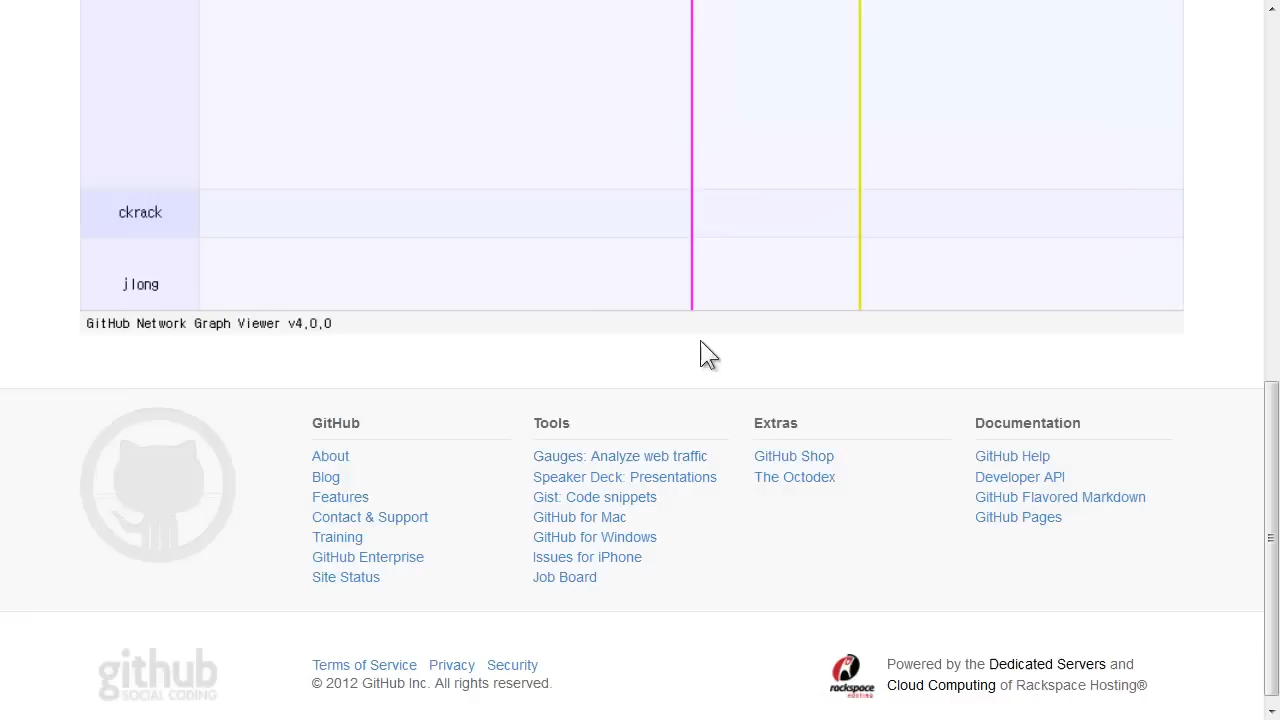 ckrack
jlong
GitHub Network Graph Viewer v4,0,0
GitHub
About
Blog
Features
Contact & Support
Training
GitHub Enterprise
Site Status
Tools
Gauges: Analyze web traffic
Speaker Deck: Presentations
Gist: Code snippets
GitHub for Mac
GitHub for Windows
Issues for iPhone
Job Board
Extras
GitHub Shop
The Octodex
Documentation
GitHub Help
Developer API
GitHub Flavored Markdown
GitHub Pages
github
SOCIAL CODING
Terms of Service Privacy Security
© 2012 GitHub Inc. All rights reserved.
rackspace
HOSTING
Powered by the Dedicated Servers and
Cloud Computing of Rackspace Hosting®